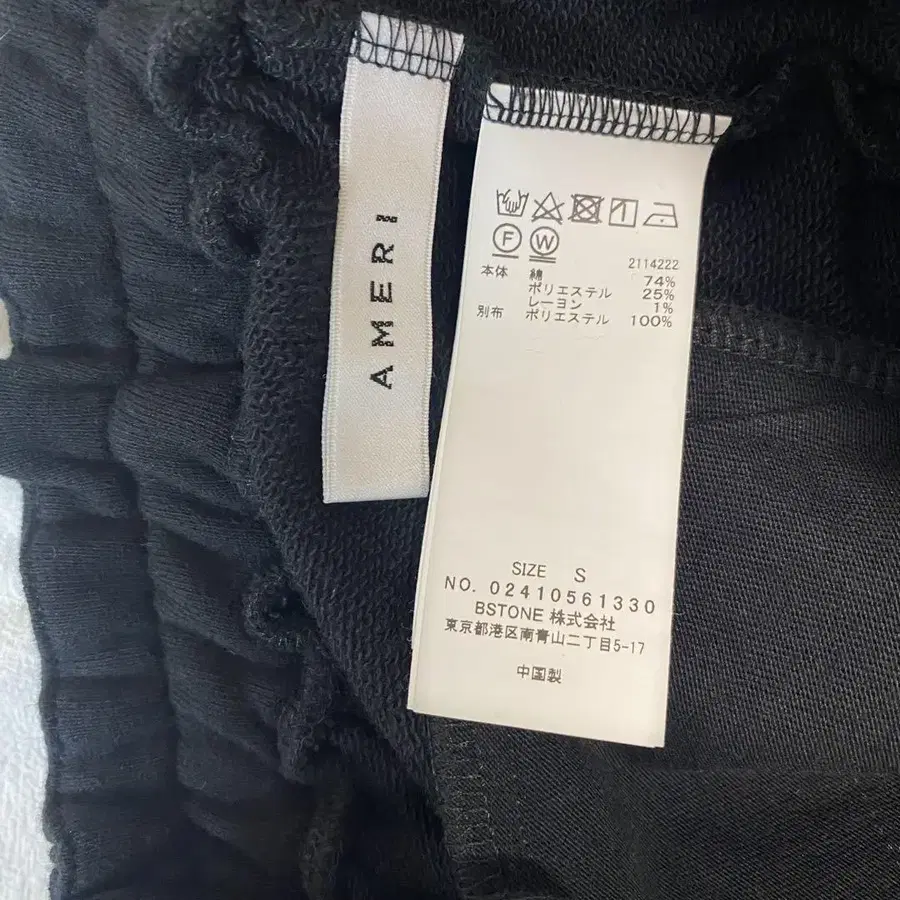 AMERI
F W
2114222
本体 綿 74%
ポリエステル 25%
レーヨン 1%
別布 ポリエステル 100%
SIZE S
NO. 02410561330
BSTONE 株式会社
東京都港区南青山二丁目5-17
中国製